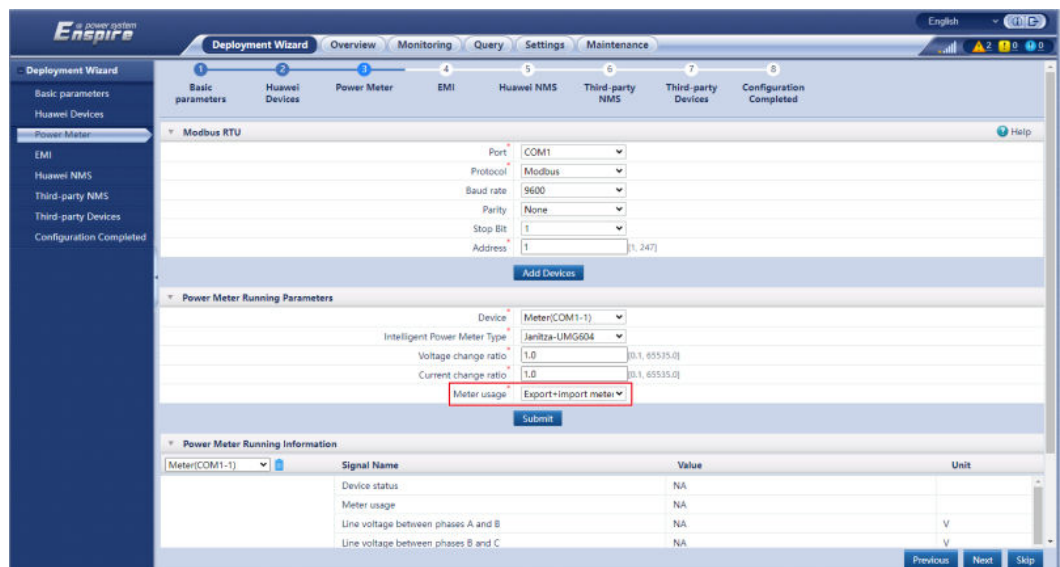 English
Enspire
e power system
Deployment Wizard Overview Monitoring Query Settings Maintenance
2 0 0
Deployment Wizard
Basic parameters
Huawei Devices
Power Meter
EMI
Huawei NMS
Third-party NMS
Third-party Devices
Configuration Completed
1 2 3 4 5 6 7 8
Basic parameters Huawei Devices Power Meter EMI Huawei NMS Third-party NMS Third-party Devices Configuration Completed
Modbus RTU Help
Port * COM1
Protocol * Modbus
Baud rate 9600
Parity None
Stop Bit 1
Address * 1 [1, 247]
Add Devices
Power Meter Running Parameters
Device * Meter(COM1-1)
Intelligent Power Meter Type * Janitza-UMG604
Voltage change ratio * 1.0 [0.1, 65535.0]
Current change ratio * 1.0 [0.1, 65535.0]
Meter usage * Export+import meter
Submit
Power Meter Running Information
Meter(COM1-1) Signal Name Value Unit
Device status NA
Meter usage NA
Line voltage between phases A and B NA V
Line voltage between phases B and C NA V
Previous Next Skip